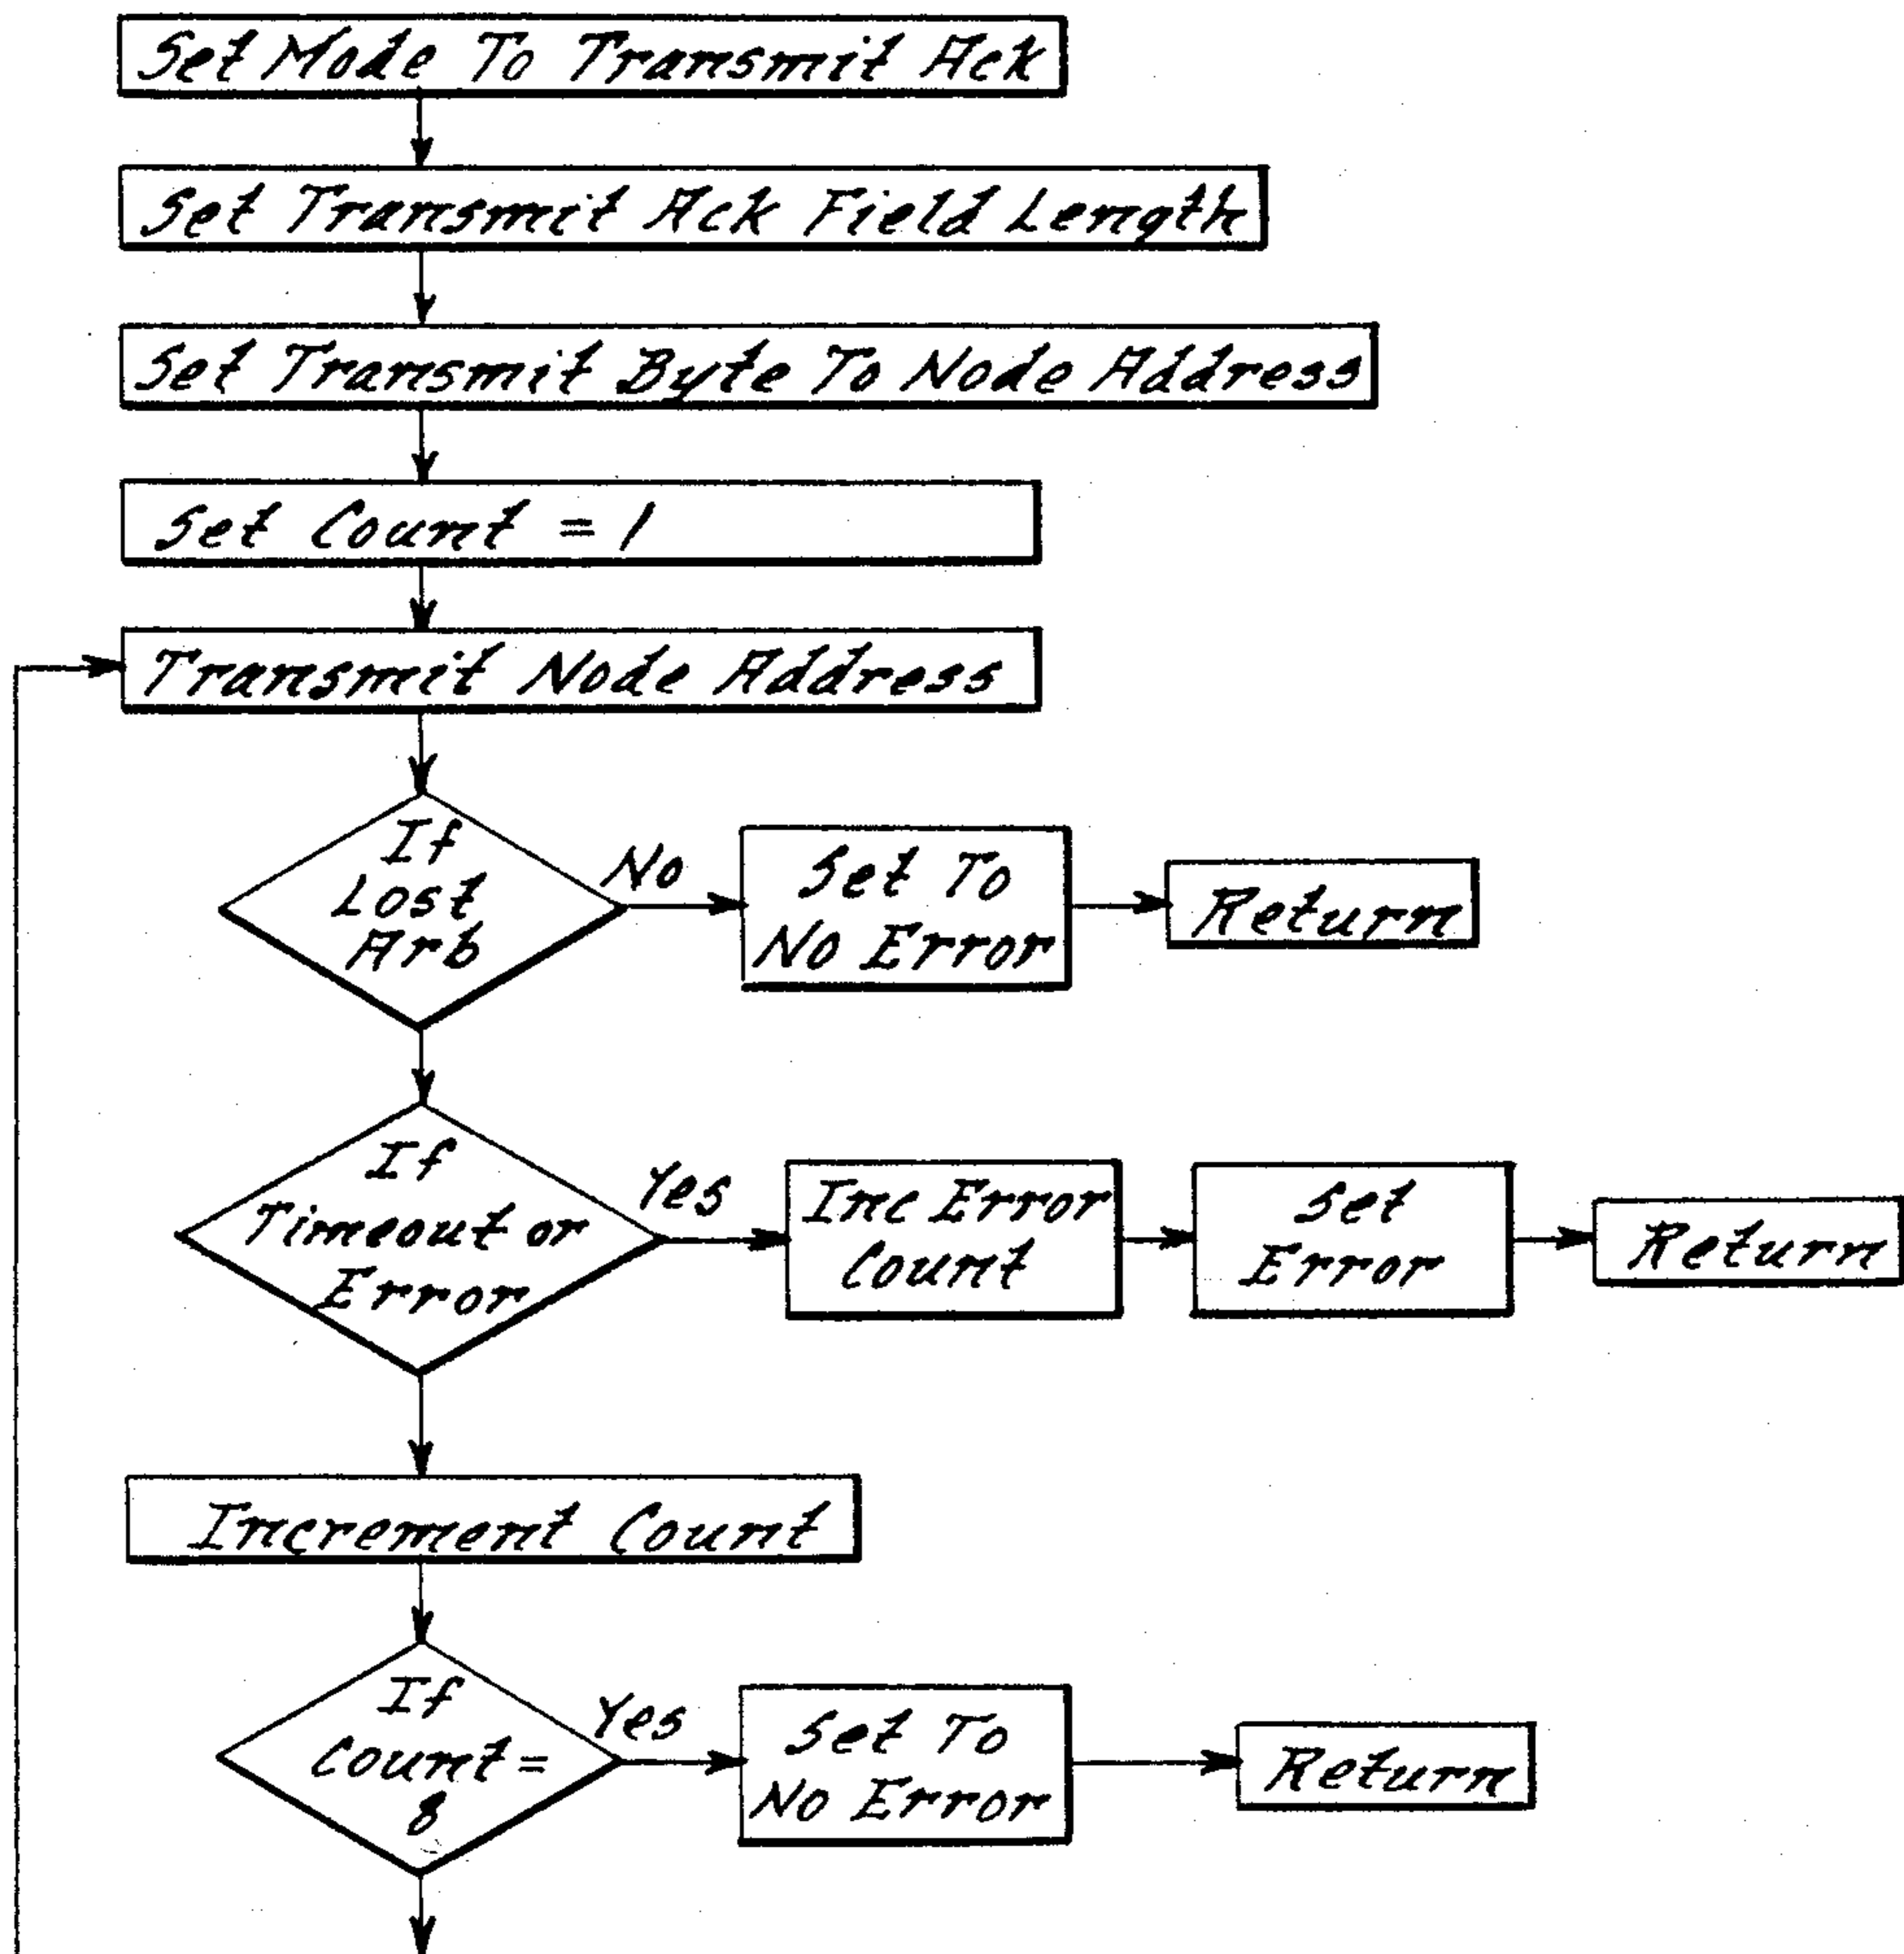 Set Mode To Transmit Ack
Set Transmit Ack Field Length
Set Transmit Byte To Node Address
Set Count = 1
Transmit Node Address
If
Lost
Arb
No
Set To
No Error
Return
If
Timeout or
Error
Yes
Inc Error
Count
Set
Error
Return
Increment Count
If
Count =
8
Yes
Set To
No Error
Return